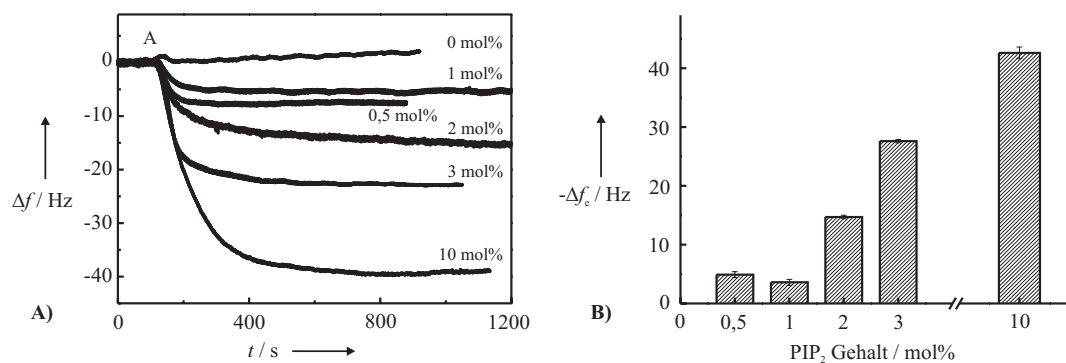 A
0 mol%
1 mol%
0,5 mol%
2 mol%
3 mol%
10 mol%
0
-10
-20
-30
-40
Δf / Hz
0 400 800 1200
t / s
A)
40
30
20
10
0
-Δfe / Hz
0 0,5 1 2 3 10
PIP2 Gehalt / mol%
B)